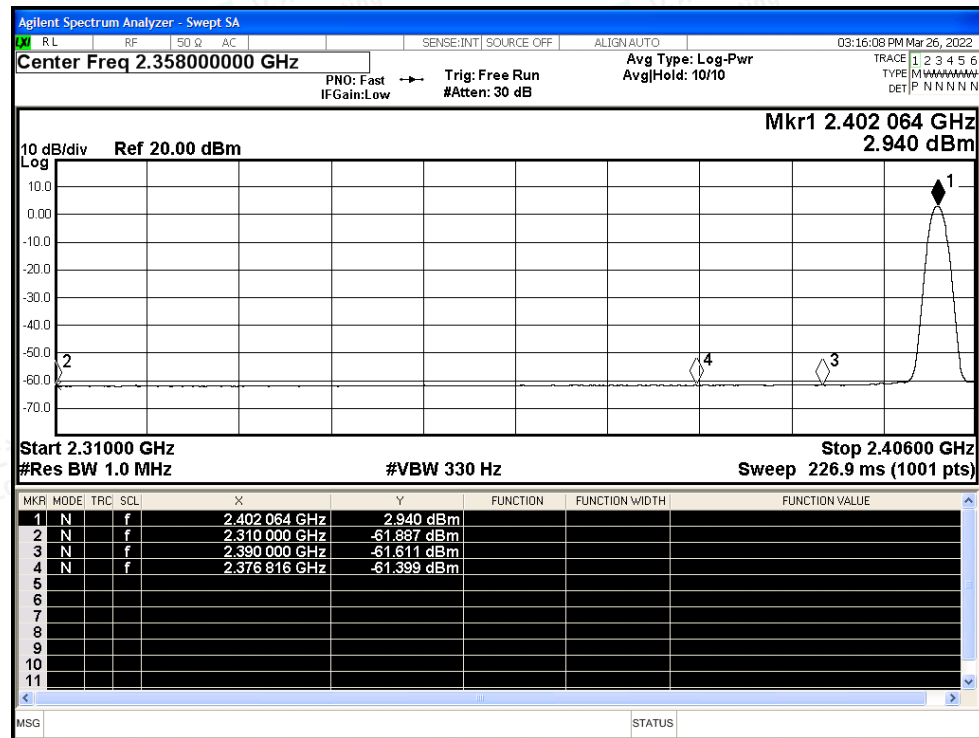 Agilent Spectrum Analyzer - Swept SA
LXI RL RF 50 Ω AC SENSE:INT SOURCE OFF ALIGN AUTO 03:16:08 PM Mar 26, 2022
Center Freq 2.358000000 GHz
PNO: Fast
IFGain:Low
Trig: Free Run
#Atten: 30 dB
Avg Type: Log-Pwr
Avg|Hold: 10/10
TRACE 1 2 3 4 5 6
TYPE M
DET P N N N N N
Mkr1 2.402 064 GHz
2.940 dBm
10 dB/div Ref 20.00 dBm
Log
10.0
0.00
-10.0
-20.0
-30.0
-40.0
-50.0
-60.0
-70.0
1
2
4
3
Start 2.31000 GHz Stop 2.40600 GHz
#Res BW 1.0 MHz #VBW 330 Hz Sweep 226.9 ms (1001 pts)
MKR MODE TRC SCL X Y FUNCTION FUNCTION WIDTH FUNCTION VALUE
1 N f 2.402 064 GHz 2.940 dBm
2 N f 2.310 000 GHz -61.887 dBm
3 N f 2.390 000 GHz -61.611 dBm
4 N f 2.376 816 GHz -61.399 dBm
5
6
7
8
9
10
11
MSG STATUS